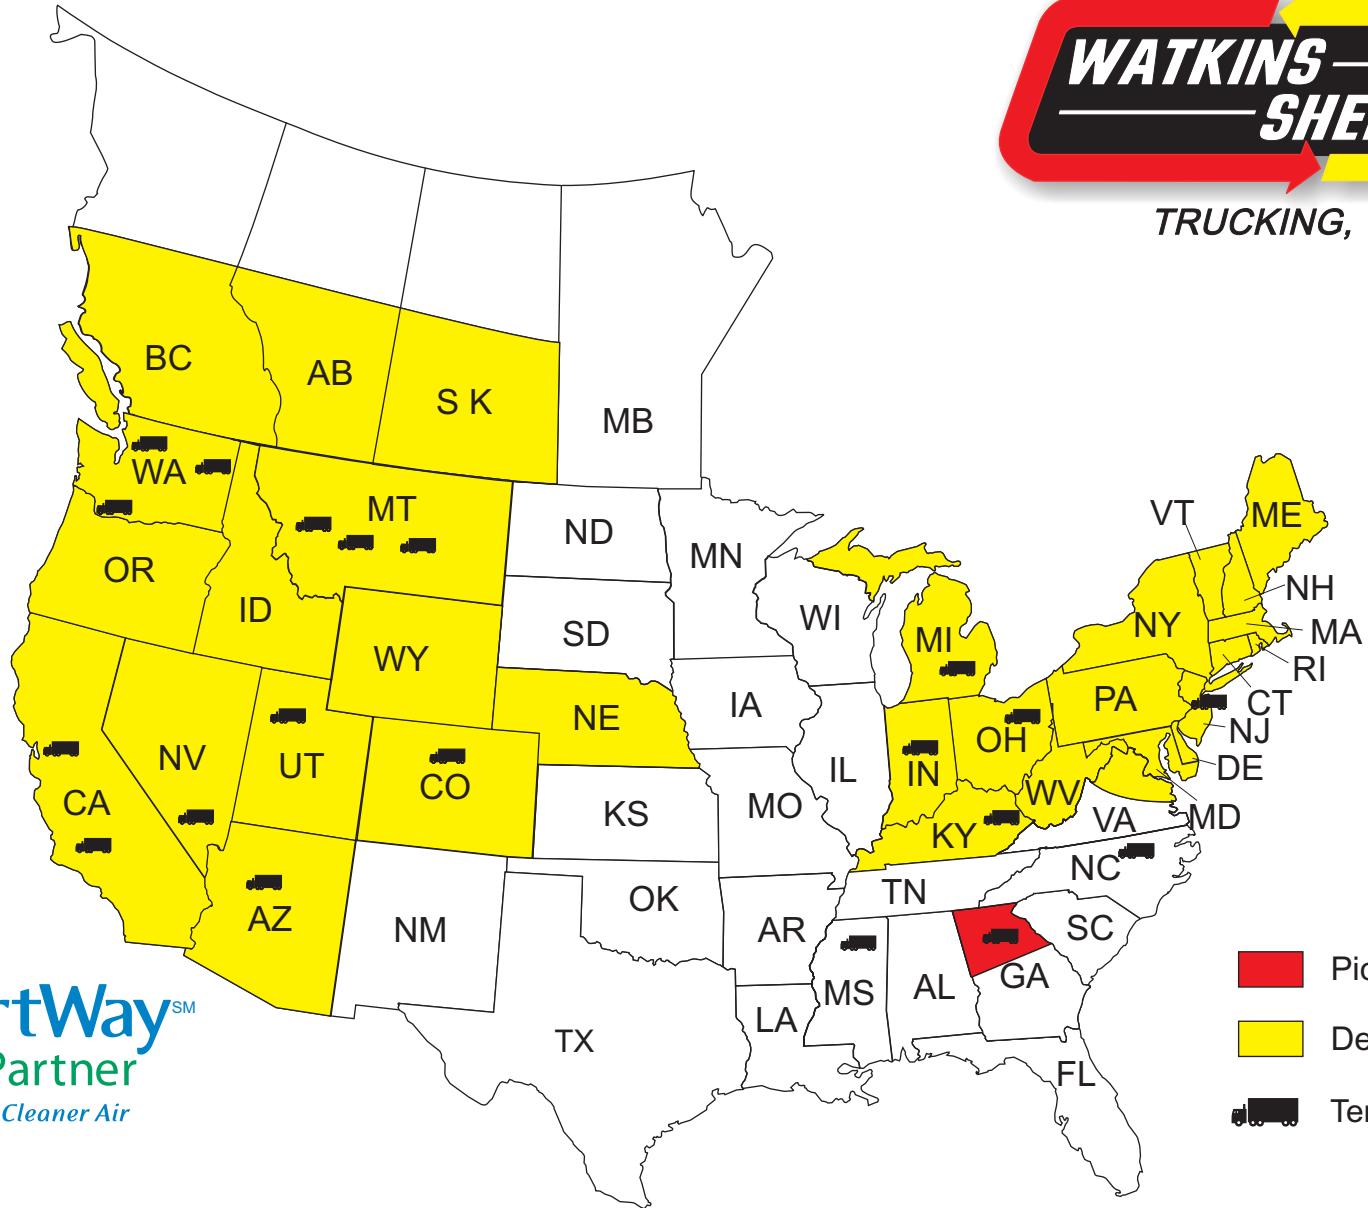 WATKINS
SHE
TRUCKING,
BC
AB
S K
MB
WA
MT
ND
MN
OR
ID
SD
WI
MI
VT
ME
NH
NY
MA
RI
WY
NE
IA
PA
CT
NJ
NV
UT
CO
IL
IN
OH
DE
WV
CA
KS
MO
KY
VA
MD
AZ
NM
OK
AR
TN
NC
SC
MS
AL
GA
LA
TX
FL
Pic
De
Ter
rtWay SM
Partner
Cleaner Air